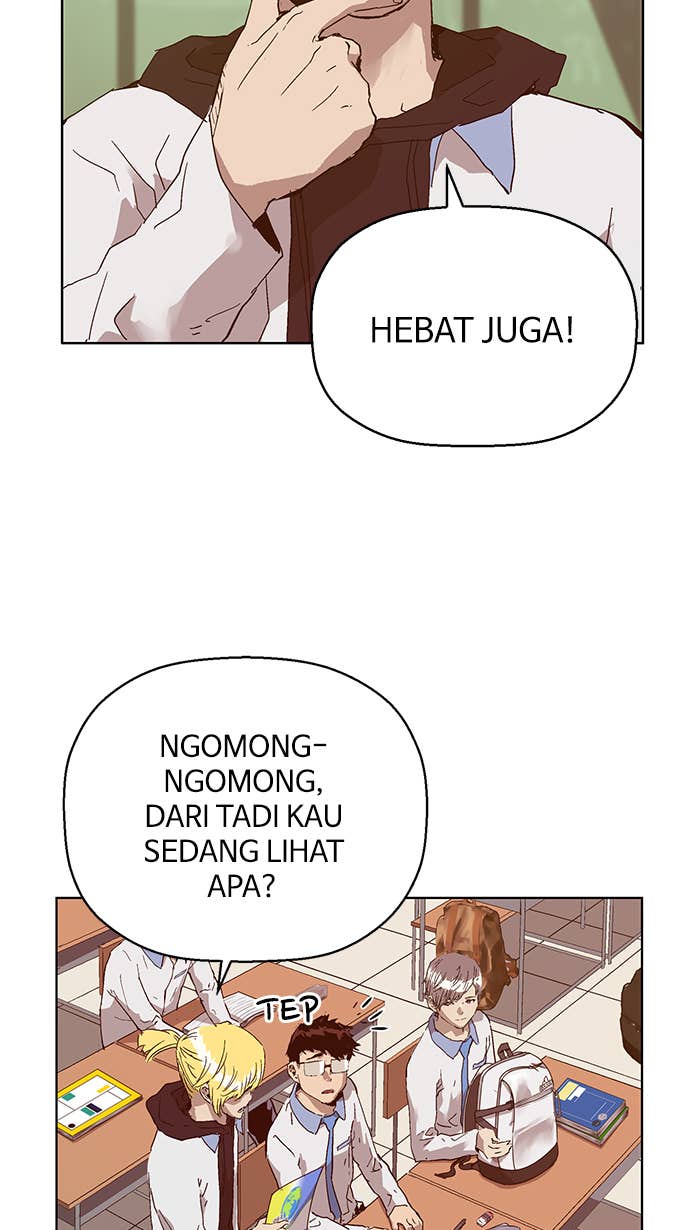 HEBAT JUGA!
NGOMONG-
NGOMONG,
DARI TADI KAU
SEDANG LIHAT
APA?
TEP